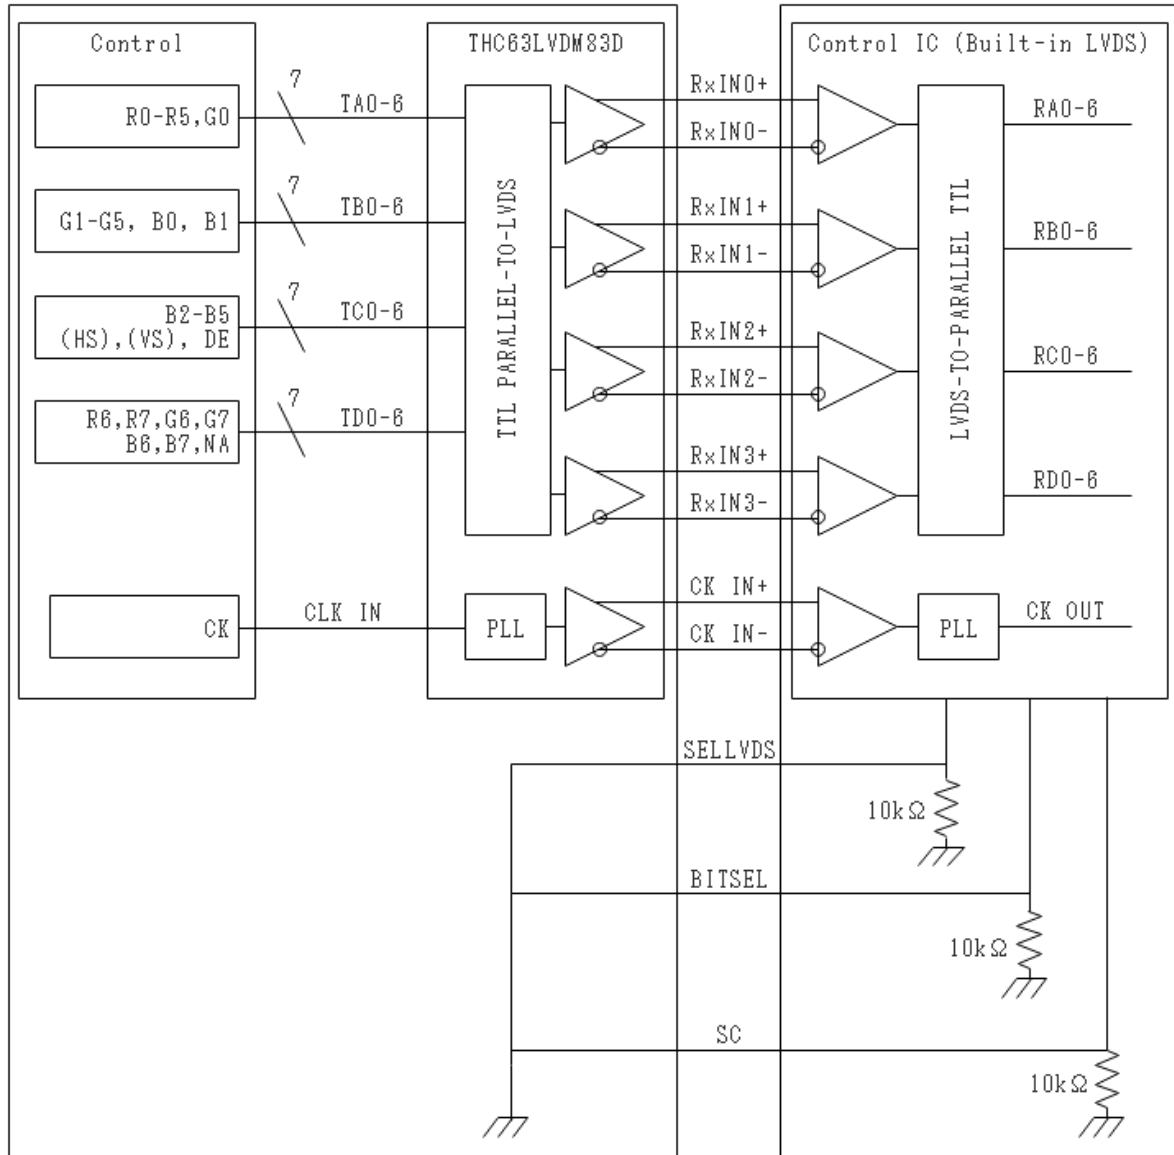 Control
THC63LVDM83D
Control IC (Built-in LVDS)
R0-R5,G0
7
TA0-6
RxIN0+
RxIN0-
RA0-6
G1-G5, B0, B1
7
TB0-6
RxIN1+
RxIN1-
RB0-6
B2-B5
(HS),(VS), DE
7
TC0-6
RxIN2+
RxIN2-
RC0-6
R6,R7,G6,G7
B6,B7,NA
7
TD0-6
RxIN3+
RxIN3-
RD0-6
TTL PARALLEL-TO-LVDS
LVDS-TO-PARALLEL TTL
CK
CLK IN
PLL
CK IN+
CK IN-
PLL
CK OUT
SELLVDS
10kΩ
BITSEL
10kΩ
SC
10kΩ